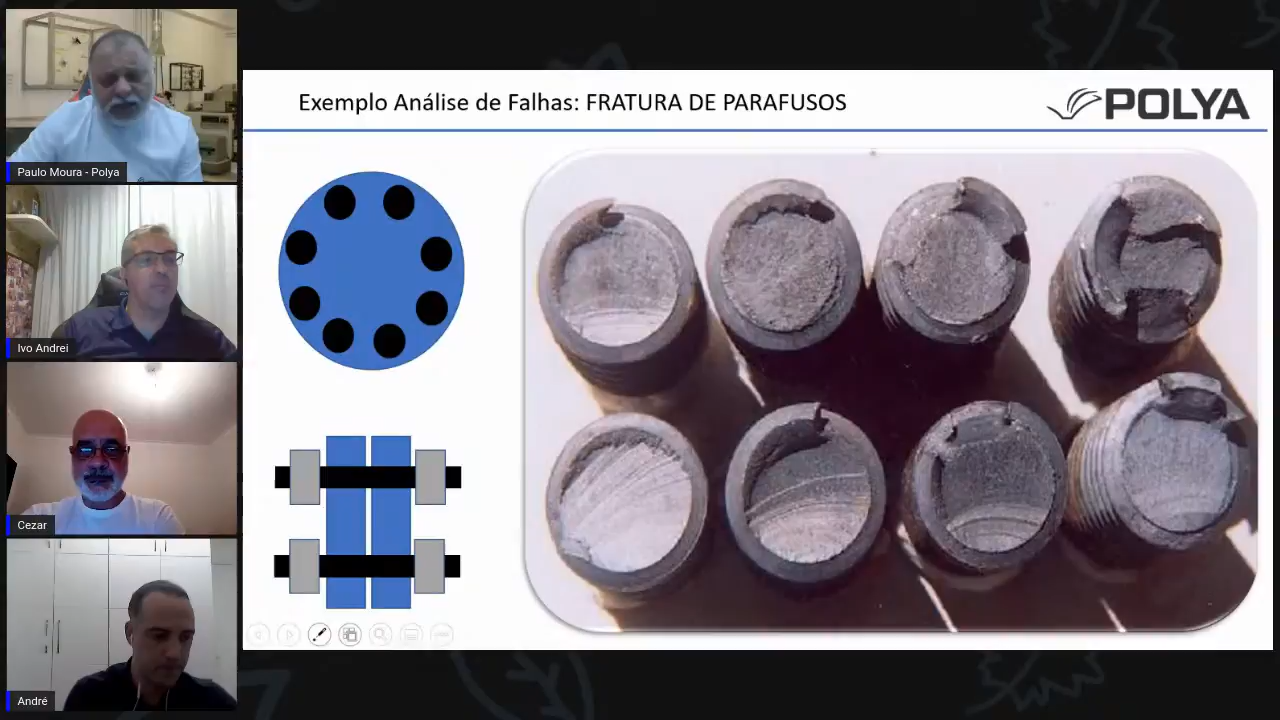 Exemplo Análise de Falhas: FRATURA DE PARAFUSOS
POLYA
Paulo Moura - Polya
Ivo Andrei
Cezar
André